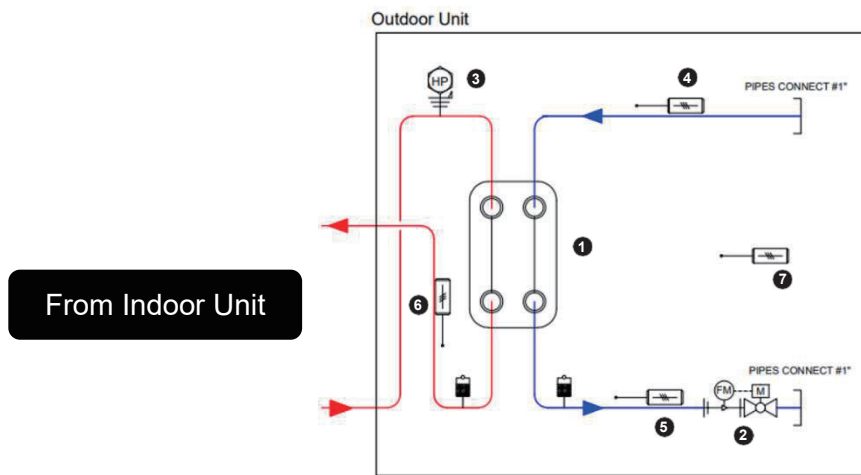 Outdoor Unit
HP
3
4
PIPES CONNECT #1"
1
7
From Indoor Unit
6
PIPES CONNECT #1"
FM
M
5
2